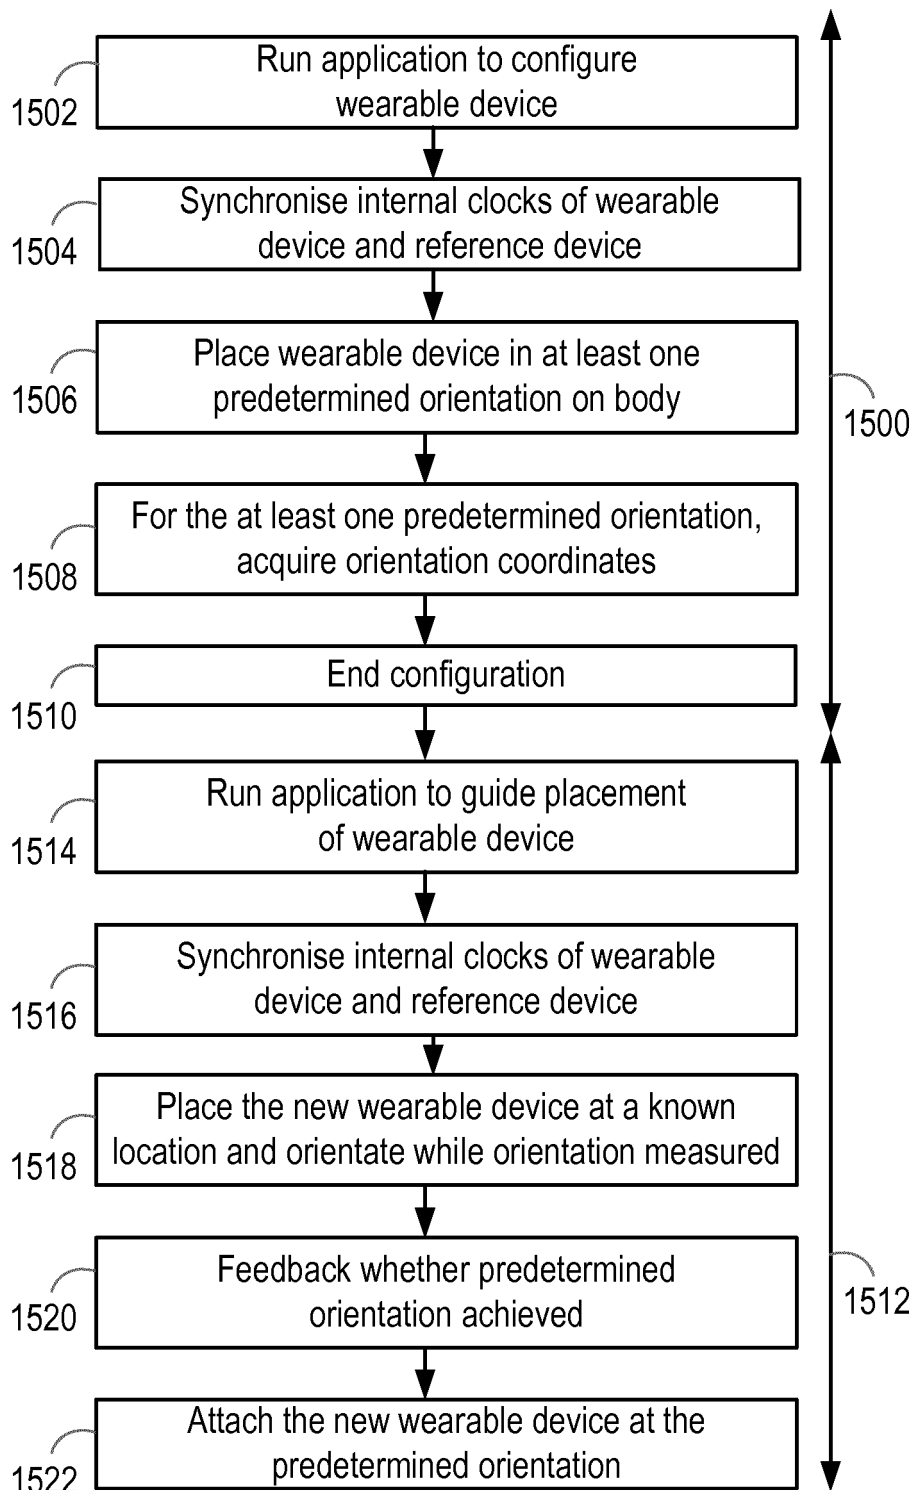 Run application to configure
wearable device
1502
Synchronise internal clocks of wearable
device and reference device
1504
Place wearable device in at least one
predetermined orientation on body
1506
1500
For the at least one predetermined orientation,
acquire orientation coordinates
1508
End configuration
1510
Run application to guide placement
of wearable device
1514
Synchronise internal clocks of wearable
device and reference device
1516
Place the new wearable device at a known
location and orientate while orientation measured
1518
Feedback whether predetermined
orientation achieved
1520
1512
Attach the new wearable device at the
predetermined orientation
1522